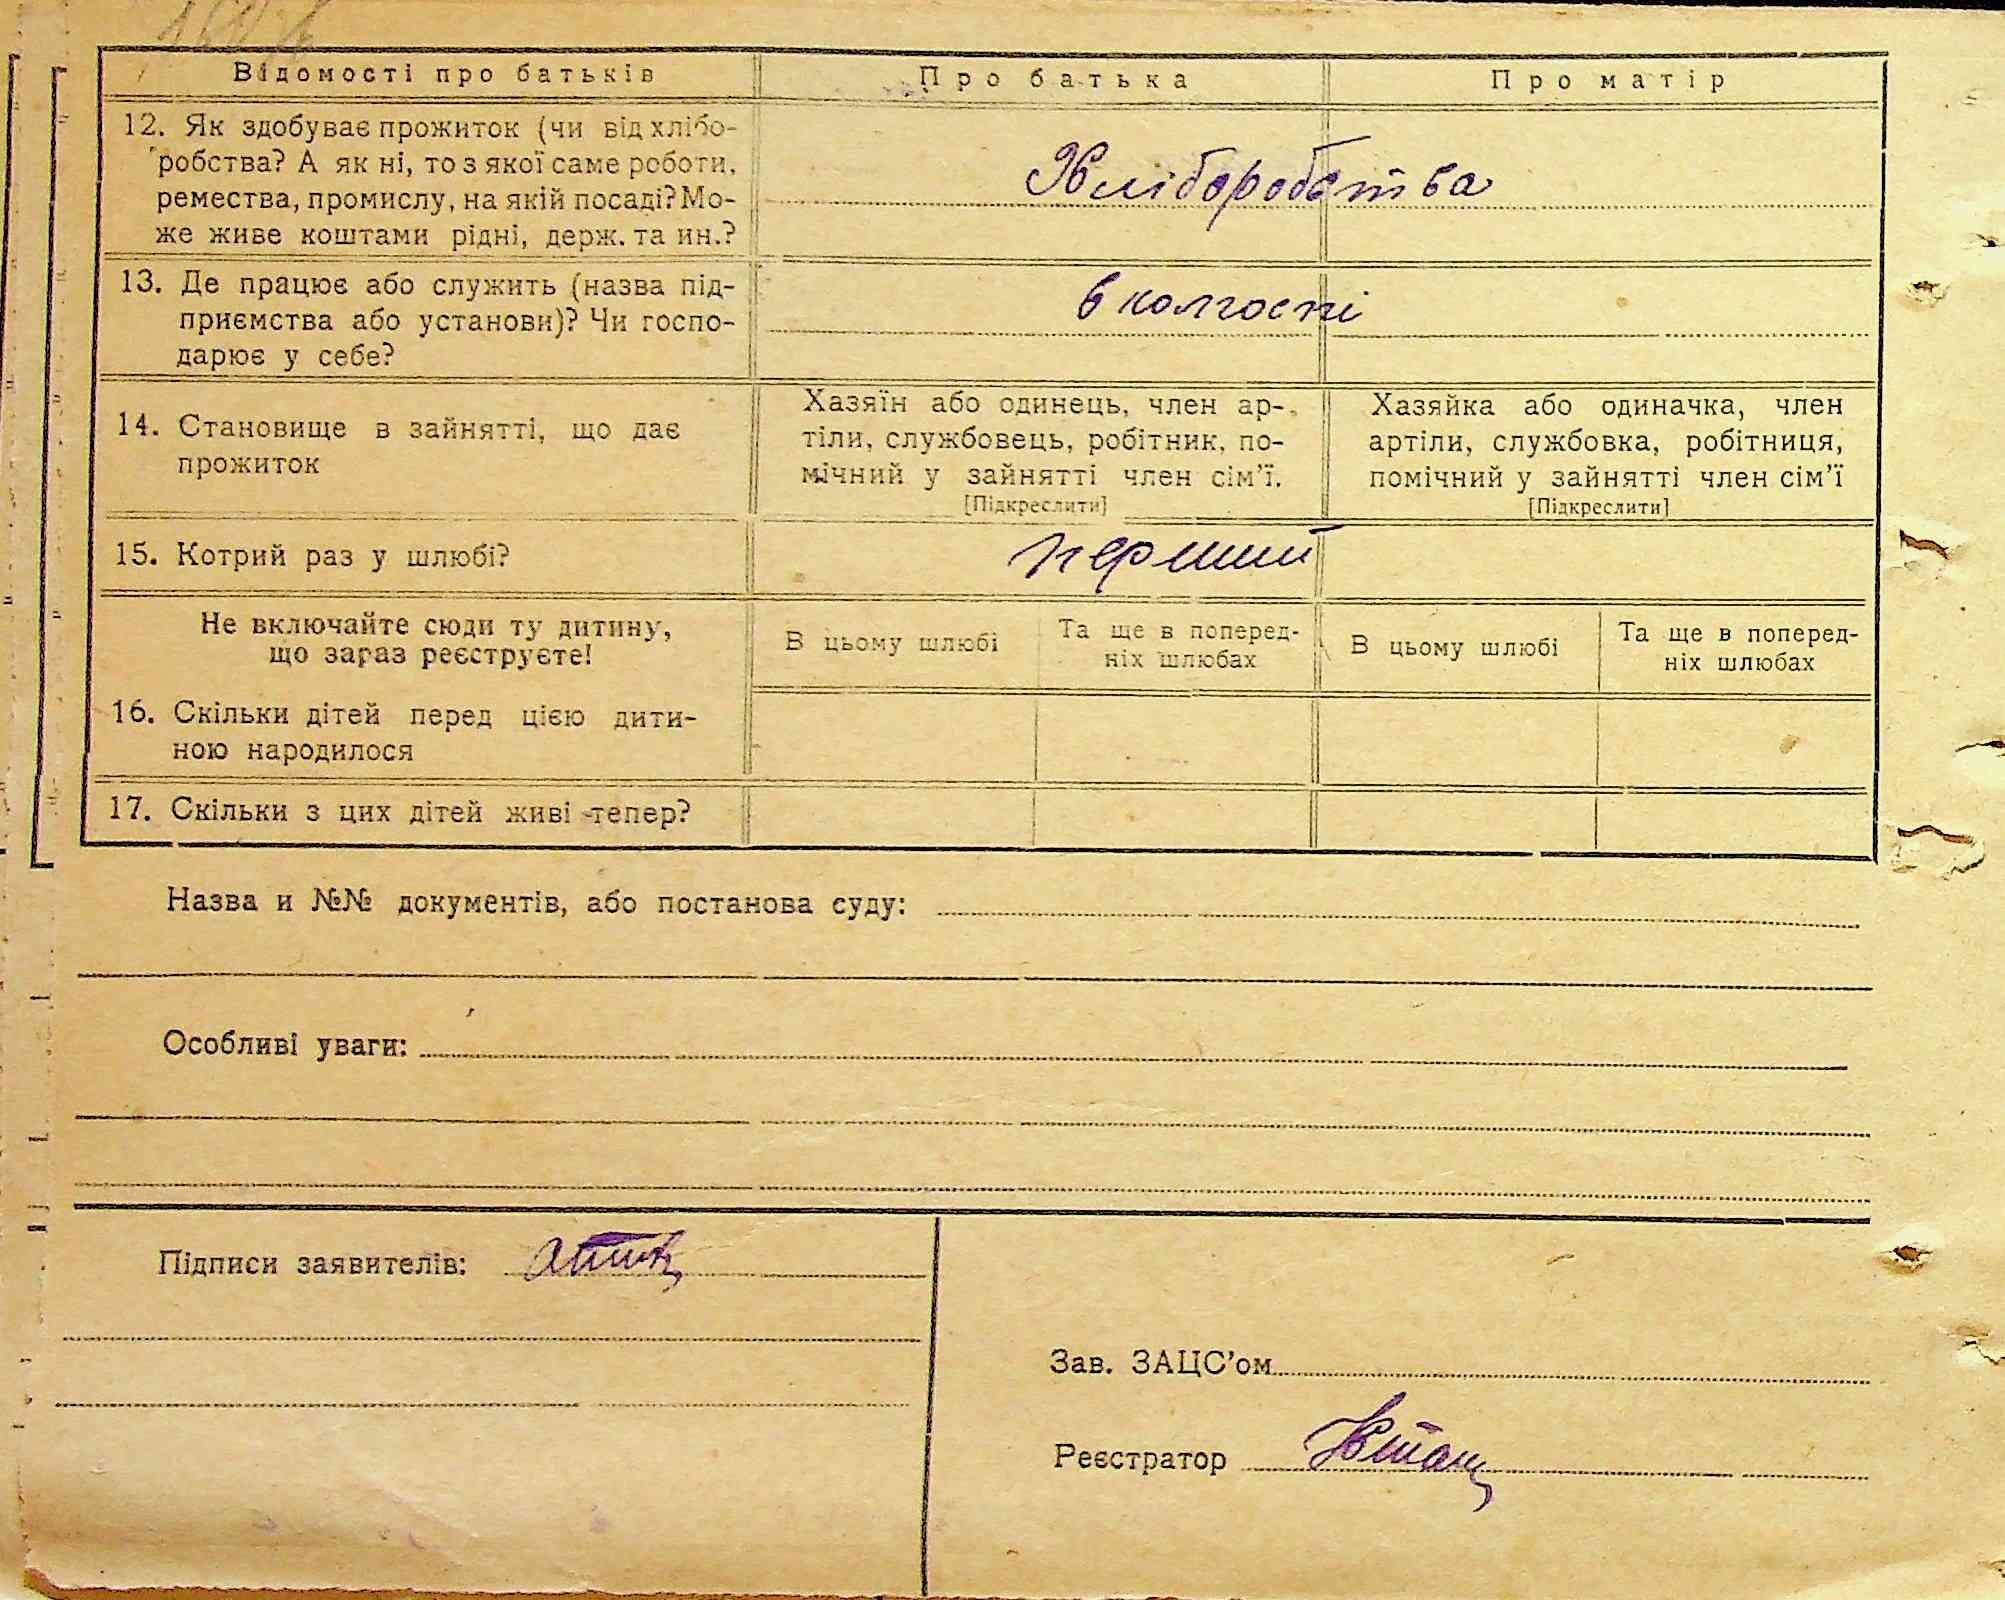 Відомості про батьків Про батька Про матір
12. Як здобуває прожиток (чи від хлібо-
робства? А як ні, то з якої саме роботи,
ремества, промислу, на якій посаді? Мо-
же живе коштами рідні, держ. та ин.?
Хліборобства
13. Де працює або служить (назва під-
приємства або установи)? Чи госпо-
дарює у себе?
в колгоспі
14. Становище в зайнятті, що дає
прожиток
Хазяїн або одинець, член ар-
тіли, службовець, робітник, по-
мічний у зайнятті член сім’ї.
[Підкреслити]
Хазяйка або одиначка, член
артіли, службовка, робітниця,
помічний у зайнятті член сім’ї
[Підкреслити]
15. Котрий раз у шлюбі?
перший
Не включайте сюди ту дитину,
що зараз реєструєте!
В цьому шлюбі
Та ще в поперед-
ніх шлюбах
В цьому шлюбі
Та ще в поперед-
ніх шлюбах
16. Скільки дітей перед цією дити-
ною народилося
17. Скільки з цих дітей живі тепер?
Назва и №№ документів, або постанова суду:
Особливі уваги:
Підписи заявителів:
Зав. ЗАЦС’ом
Реєстратор